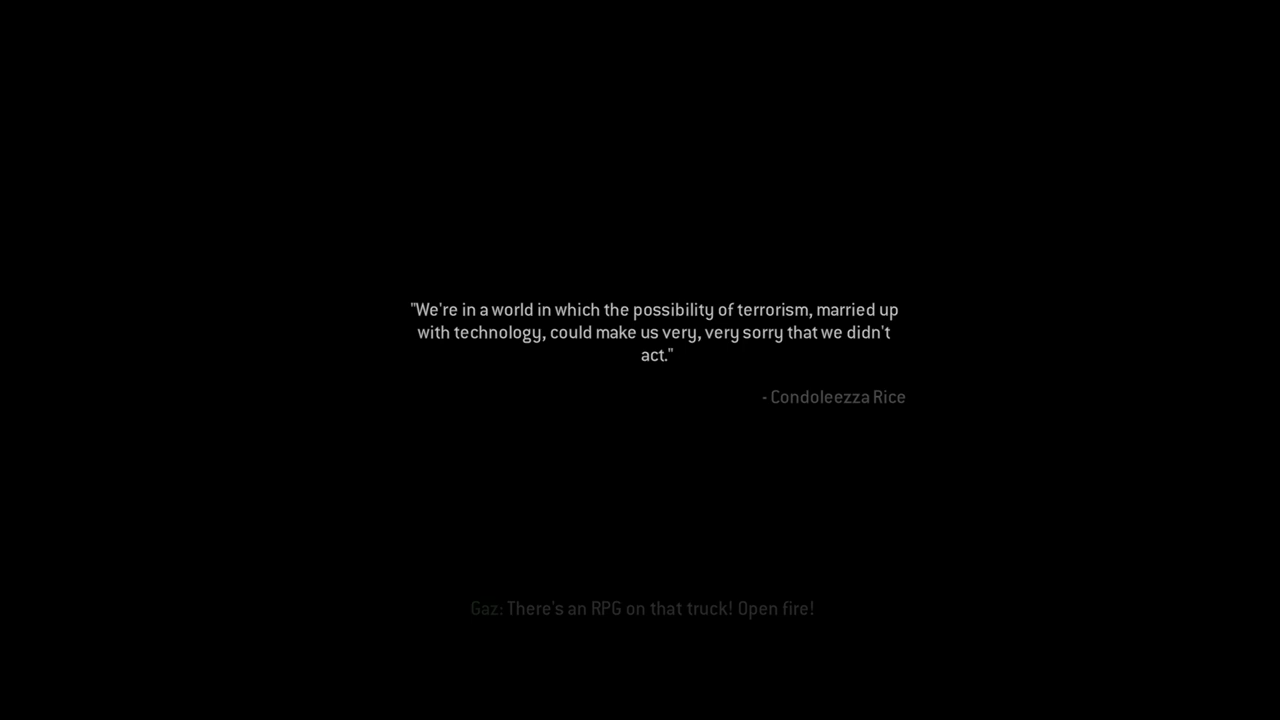 "We're in a world in which the possibility of terrorism, married up
with technology, could make us very, very sorry that we didn't
act."
- Condoleezza Rice
Gaz: There's an RPG on that truck! Open fire!